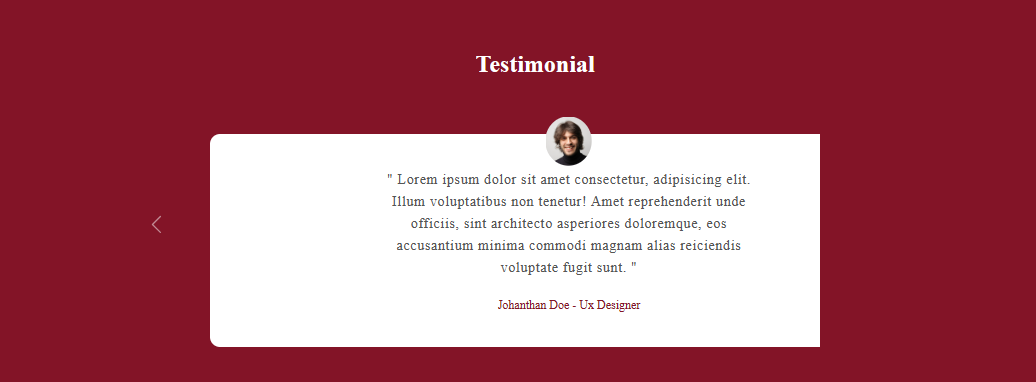 Testimonial
" Lorem ipsum dolor sit amet consectetur, adipisicing elit.
Illum voluptatibus non tenetur! Amet reprehenderit unde
officiis, sint architecto asperiores doloremque, eos
accusantium minima commodi magnam alias reiciendis
voluptate fugit sunt. "
Johanthan Doe - Ux Designer